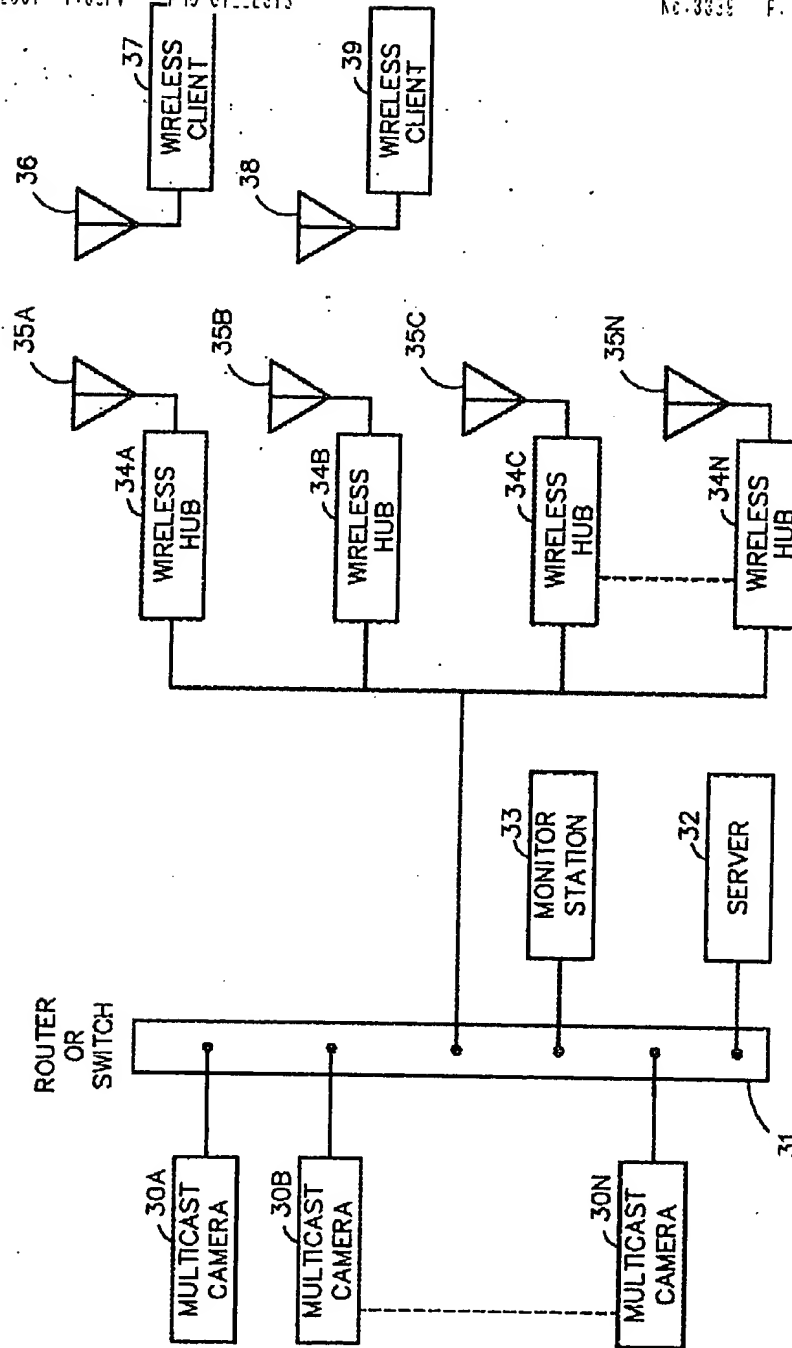 37
WIRELESS
CLIENT
39
WIRELESS
CLIENT
36
38
35A
35B
35C
35N
34A
WIRELESS
HUB
34B
WIRELESS
HUB
34C
WIRELESS
HUB
34N
WIRELESS
HUB
33
MONITOR
STATION
32
SERVER
ROUTER
OR
SWITCH
31
30A
MULTICAST
CAMERA
30B
MULTICAST
CAMERA
30N
MULTICAST
CAMERA